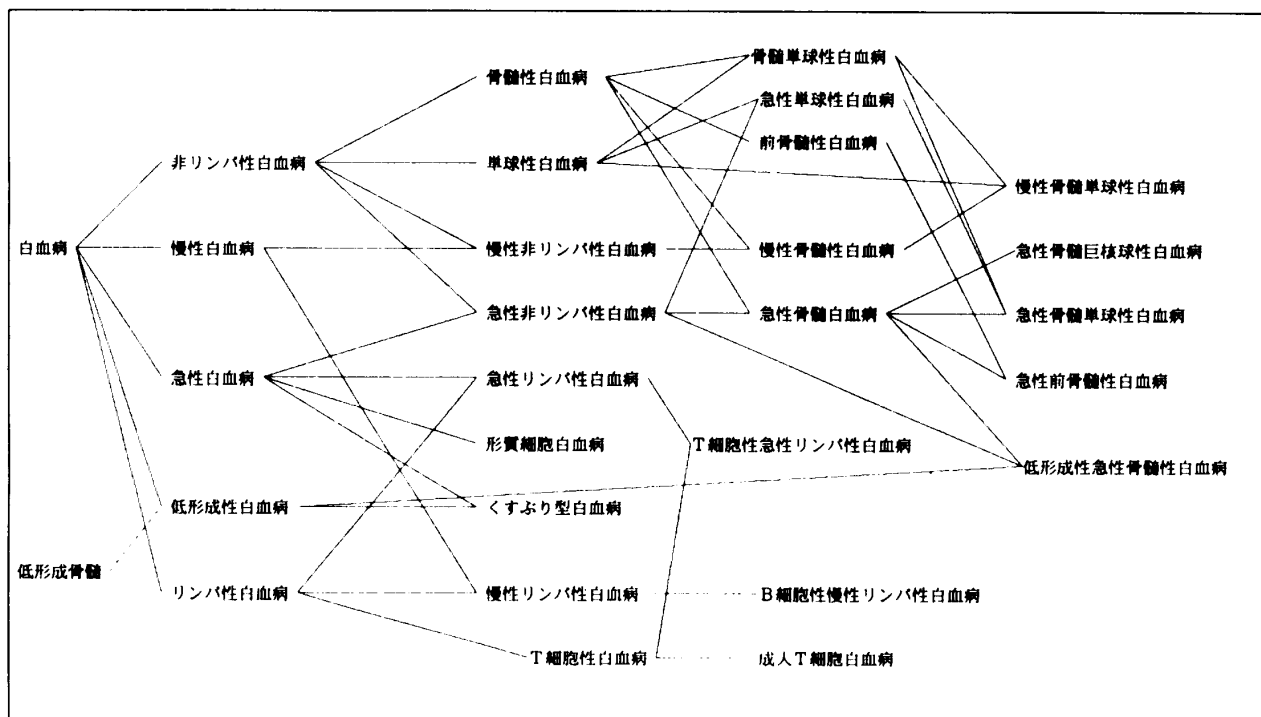 白血病
低形成骨髄
非リンパ性白血病
慢性白血病
急性白血病
低形成性白血病
リンパ性白血病
骨髄性白血病
単球性白血病
慢性非リンパ性白血病
急性非リンパ性白血病
急性リンパ性白血病
形質細胞白血病
くすぶり型白血病
慢性リンパ性白血病
T細胞性白血病
骨髄単球性白血病
急性単球性白血病
前骨髄性白血病
慢性骨髄性白血病
急性骨髄白血病
T細胞性急性リンパ性白血病
B細胞性慢性リンパ性白血病
成人T細胞白血病
慢性骨髄単球性白血病
急性骨髄巨核球性白血病
急性骨髄単球性白血病
急性前骨髄性白血病
低形成性急性骨髄性白血病